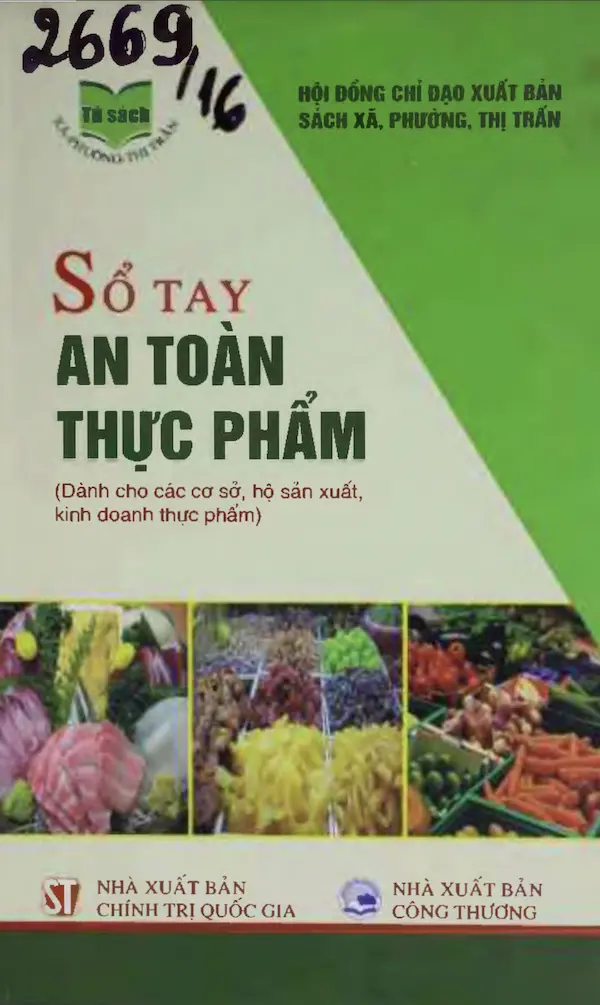 2669/16
Tủ sách
XÃ, PHƯỜNG, THỊ TRẤN
HỘI ĐỒNG CHỈ ĐẠO XUẤT BẢN
SÁCH XÃ, PHƯỜNG, THỊ TRẤN
SỔ TAY
AN TOÀN
THỰC PHẨM
(Dành cho các cơ sở, hộ sản xuất,
kinh doanh thực phẩm)
ST
NHÀ XUẤT BẢN
CHÍNH TRỊ QUỐC GIA
NHÀ XUẤT BẢN
CÔNG THƯƠNG